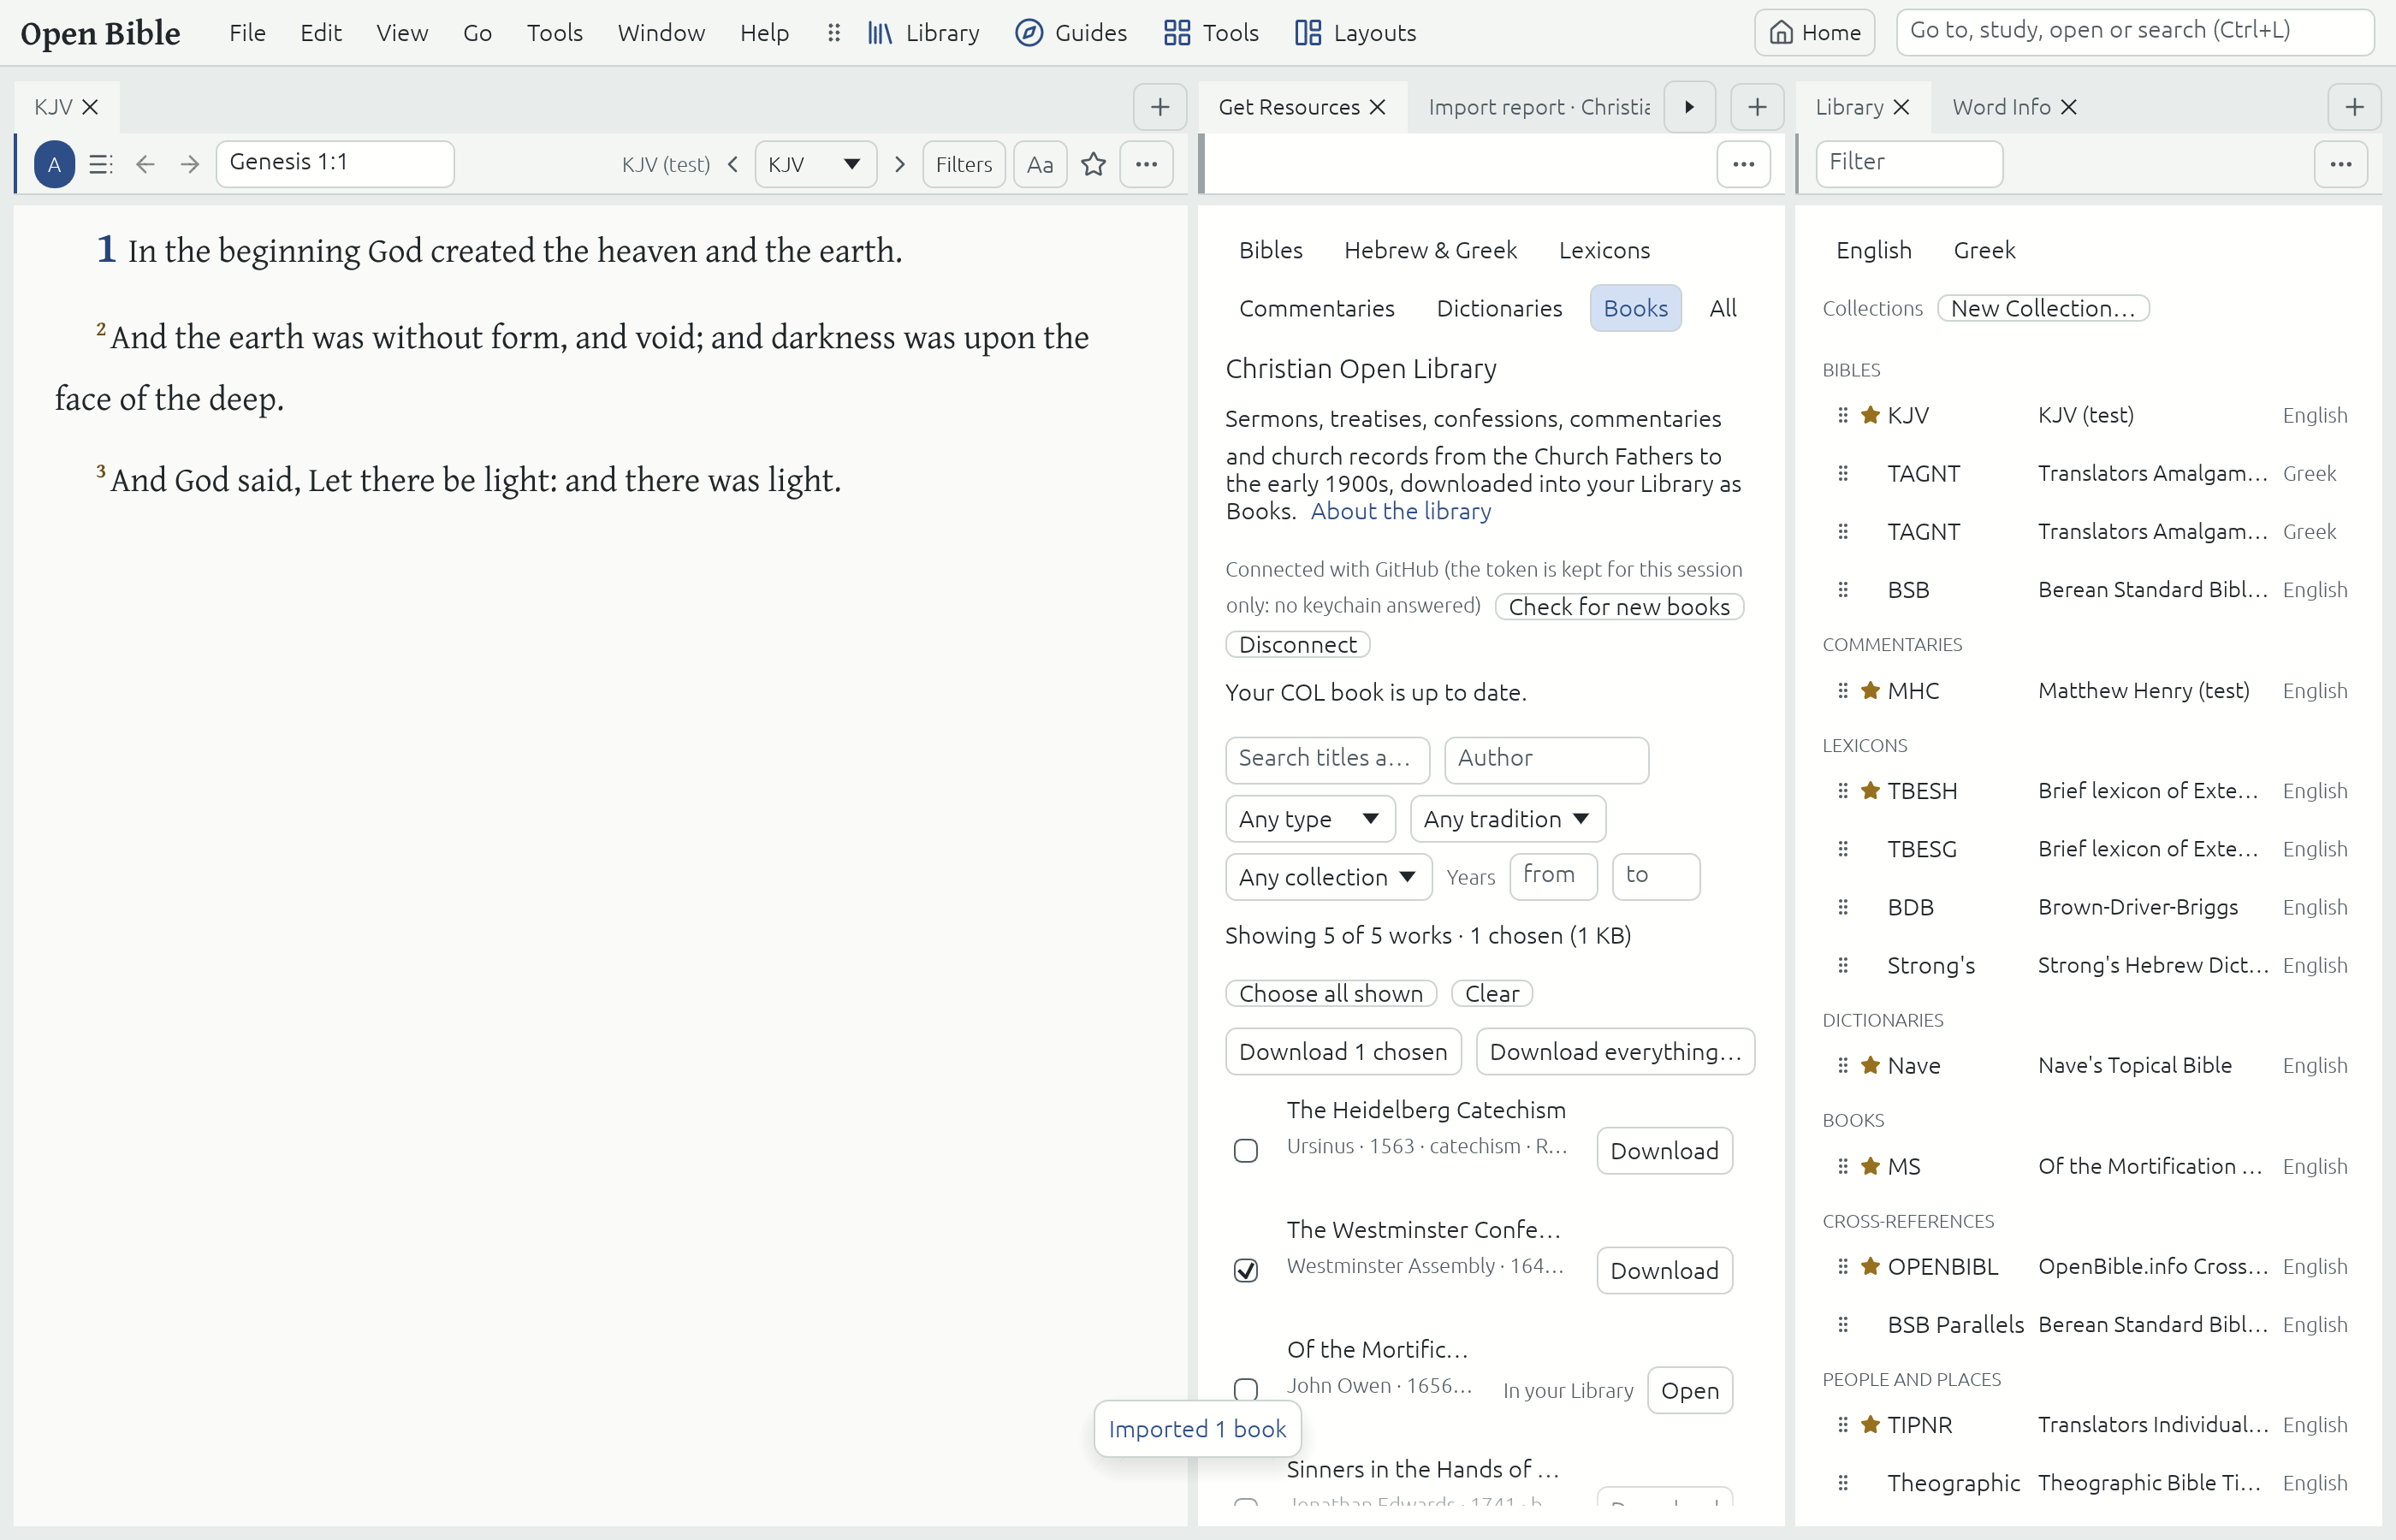 Open Bible File Edit View Go Tools Window Help Library Guides Tools Layouts Home Go to, study, open or search (Ctrl+L)
KJV
A Genesis 1:1 KJV (test) KJV Filters Aa
1 In the beginning God created the heaven and the earth.
2 And the earth was without form, and void; and darkness was upon the
face of the deep.
3 And God said, Let there be light: and there was light.
Get Resources Import report · Christia
Bibles Hebrew & Greek Lexicons
Commentaries Dictionaries Books All
Christian Open Library
Sermons, treatises, confessions, commentaries
and church records from the Church Fathers to
the early 1900s, downloaded into your Library as
Books. About the library
Connected with GitHub (the token is kept for this session
only: no keychain answered) Check for new books
Disconnect
Your COL book is up to date.
Search titles a... Author
Any type Any tradition
Any collection Years from to
Showing 5 of 5 works · 1 chosen (1 KB)
Choose all shown Clear
Download 1 chosen Download everything...
The Heidelberg Catechism
Ursinus · 1563 · catechism · R... Download
The Westminster Confe...
Westminster Assembly · 164... Download
Of the Mortific...
John Owen · 1656... In your Library Open
Imported 1 book
Sinners in the Hands of ...
Jonathan Edwards · 1741 · b... Download
Library Word Info
Filter
English Greek
Collections New Collection...
BIBLES
KJV KJV (test) English
TAGNT Translators Amalgam... Greek
TAGNT Translators Amalgam... Greek
BSB Berean Standard Bibl... English
COMMENTARIES
MHC Matthew Henry (test) English
LEXICONS
TBESH Brief lexicon of Exte... English
TBESG Brief lexicon of Exte... English
BDB Brown-Driver-Briggs English
Strong's Strong's Hebrew Dict... English
DICTIONARIES
Nave Nave's Topical Bible English
BOOKS
MS Of the Mortification ... English
CROSS-REFERENCES
OPENBIBL OpenBible.info Cross... English
BSB Parallels Berean Standard Bibl... English
PEOPLE AND PLACES
TIPNR Translators Individual... English
Theographic Theographic Bible Ti... English